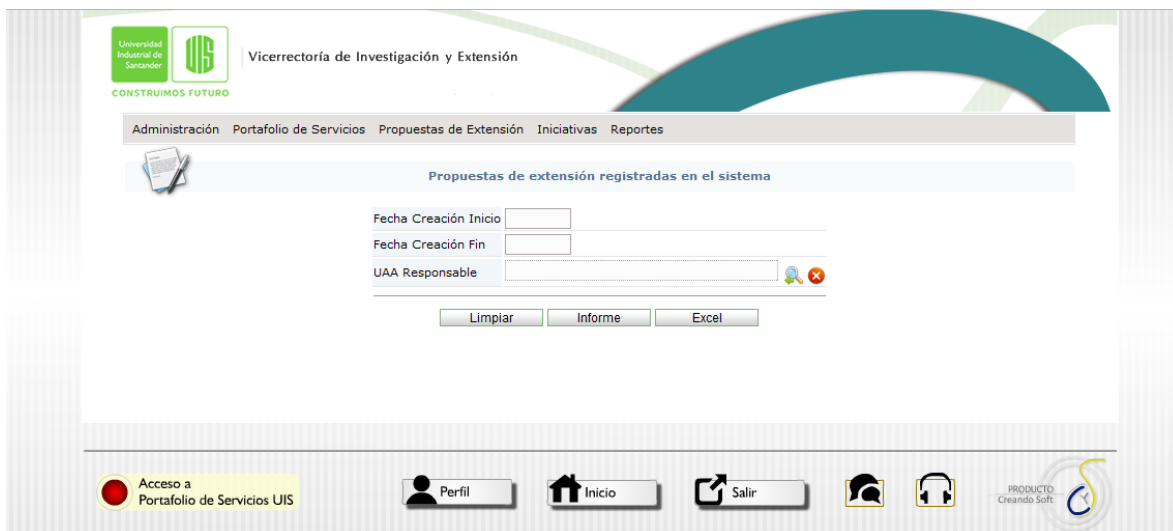 Universidad
Industrial de
Santander
UIS
Vicerrectoría de Investigación y Extensión
CONSTRUIMOS FUTURO
Administración Portafolio de Servicios Propuestas de Extensión Iniciativas Reportes
Propuestas de extensión registradas en el sistema
Fecha Creación Inicio
Fecha Creación Fin
UAA Responsable
Limpiar Informe Excel
Acceso a
Portafolio de Servicios UIS
Perfil Inicio Salir
PRODUCTO
Creando Soft